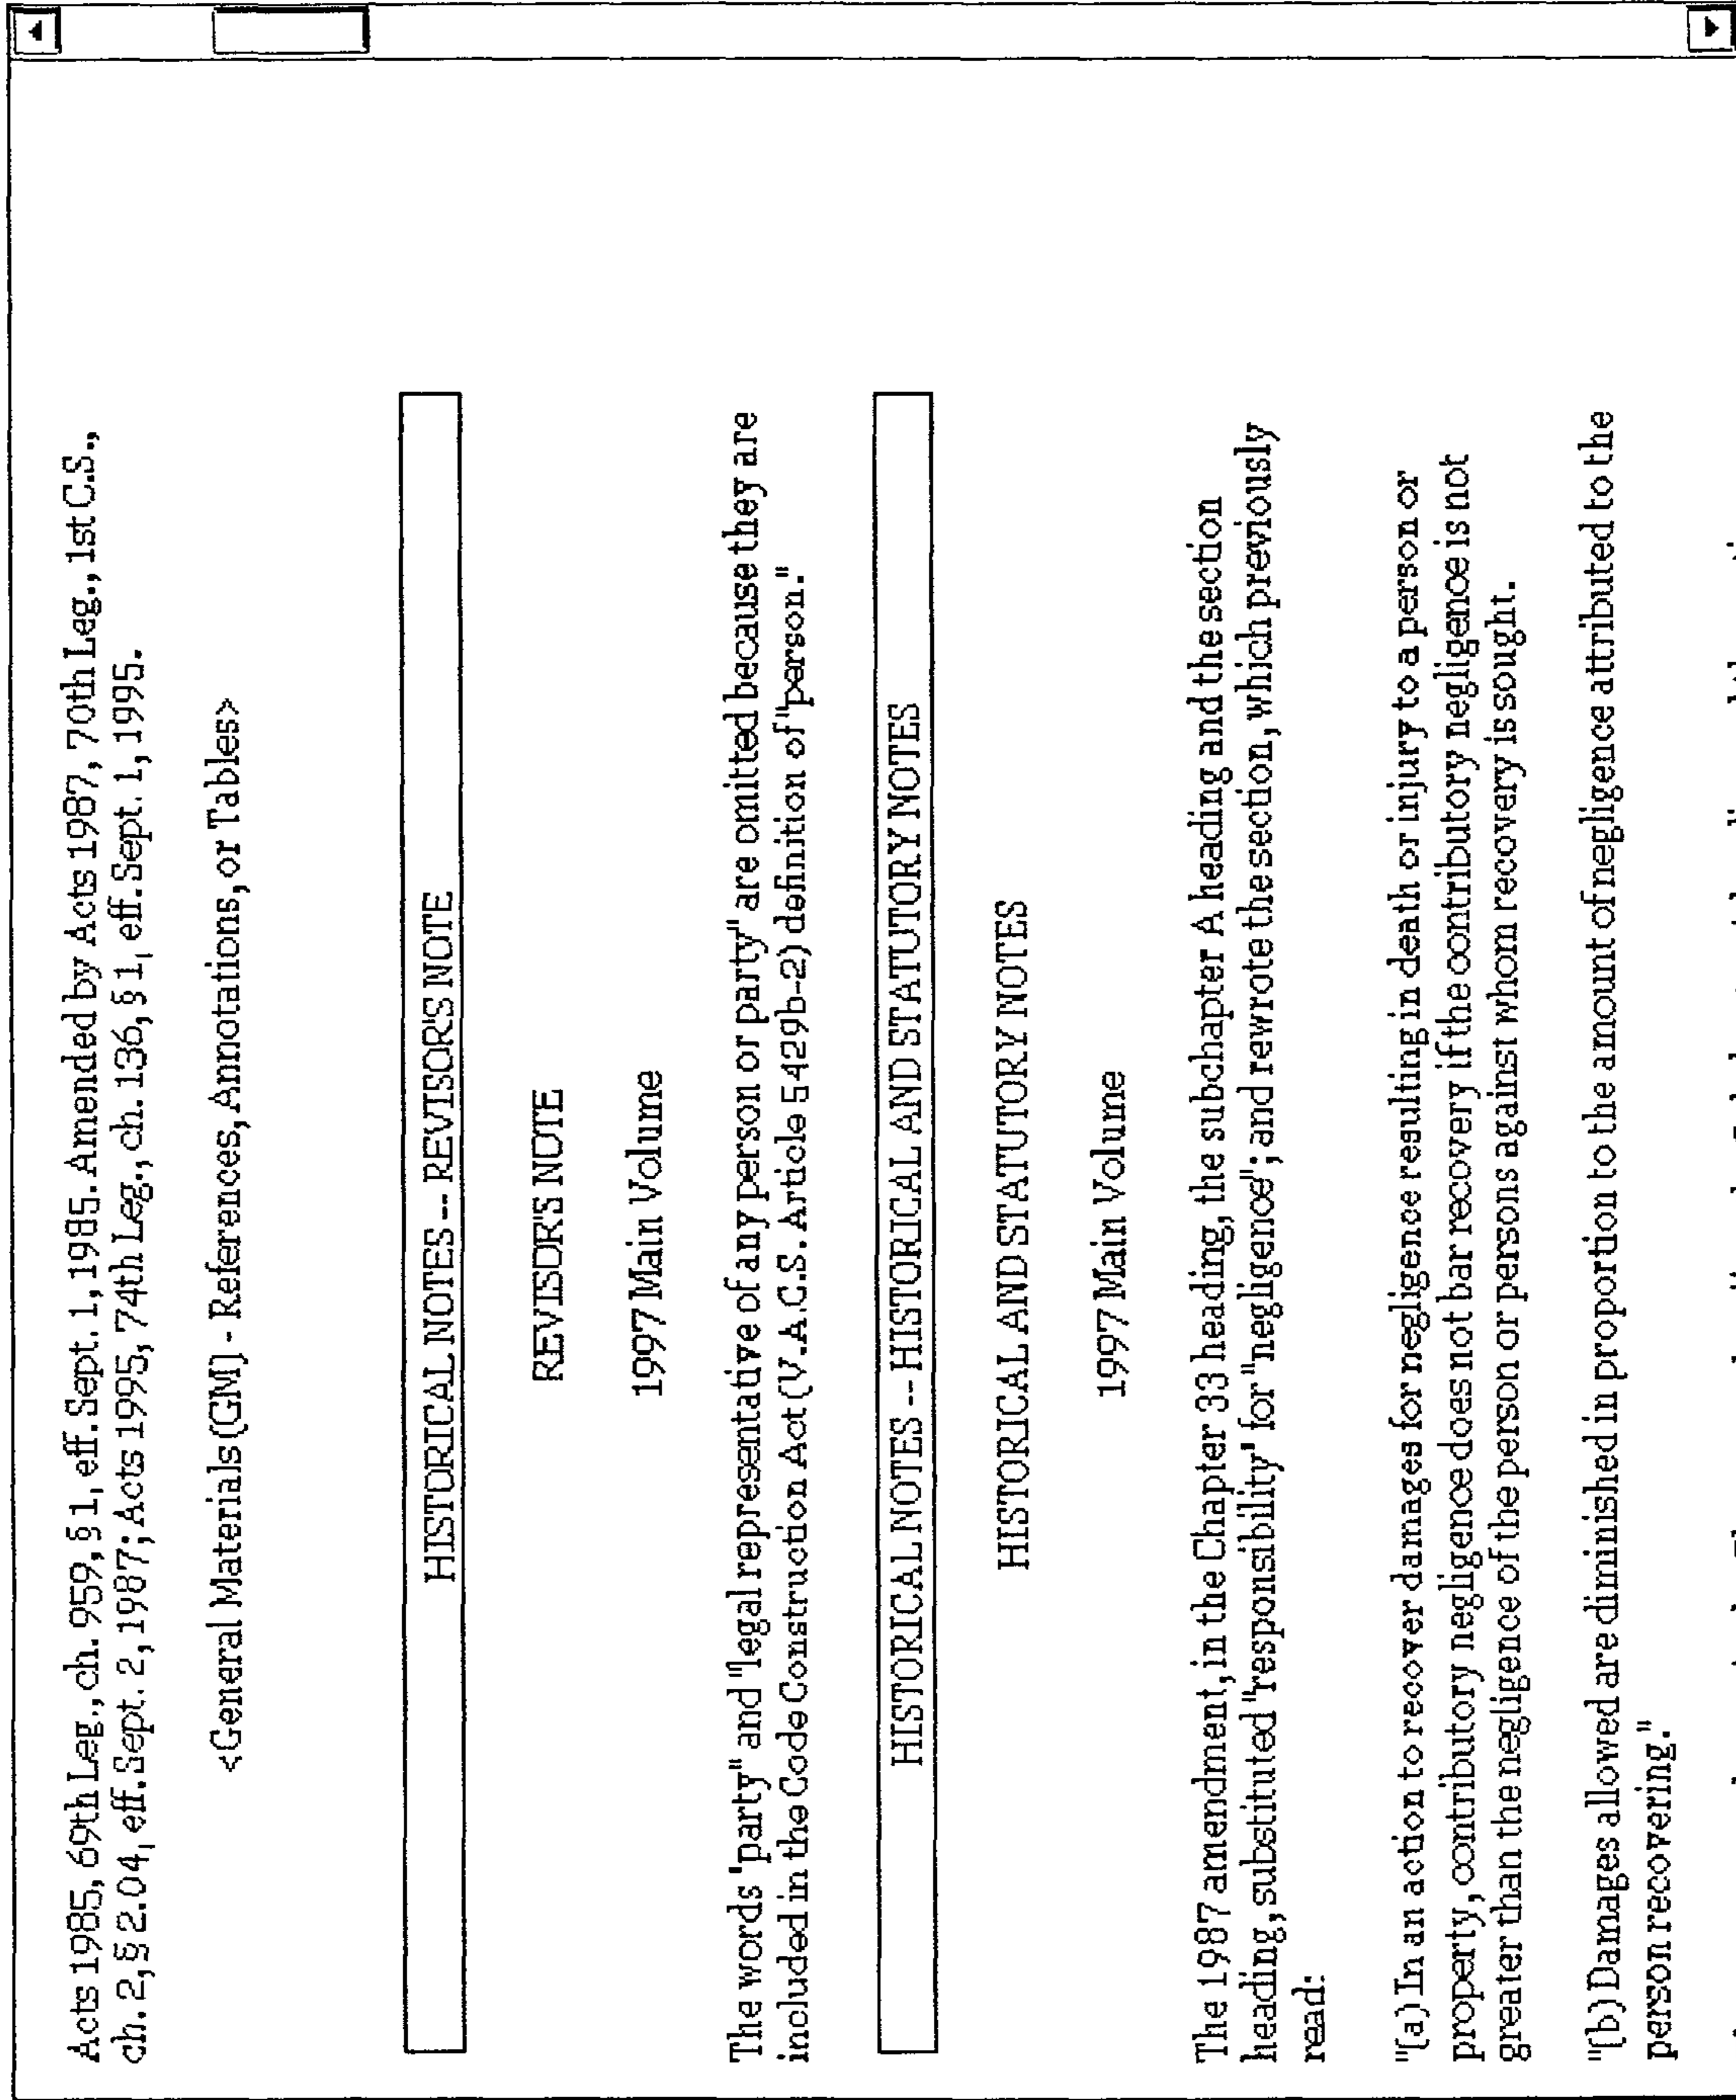 Acts 1985, 69th Leg., ch. 959, § 1, eff. Sept. 1, 1985. Amended by Acts 1987, 70th Leg., 1st C.S.,
ch. 2, § 2.04, eff. Sept. 2, 1987; Acts 1995, 74th Leg., ch. 136, § 1, eff. Sept. 1, 1995.
<General Materials (GM) - References, Annotations, or Tables>
HISTORICAL NOTES -- REVISOR'S NOTE
REVISOR'S NOTE
1997 Main Volume
The words "party" and "legal representative of any person or party" are omitted because they are
included in the Code Construction Act (V.A.C.S. Article 5429b-2) definition of "person."
HISTORICAL NOTES -- HISTORICAL AND STATUTORY NOTES
HISTORICAL AND STATUTORY NOTES
1997 Main Volume
The 1987 amendment, in the Chapter 33 heading, the subchapter A heading and the section
heading, substituted "responsibility" for "negligence"; and rewrote the section, which previously
read:
"(a) In an action to recover damages for negligence resulting in death or injury to a person or
property, contributory negligence does not bar recovery if the contributory negligence is not
greater than the negligence of the person or persons against whom recovery is sought.
"(b) Damages allowed are diminished in proportion to the amount of negligence attributed to the
person recovering."